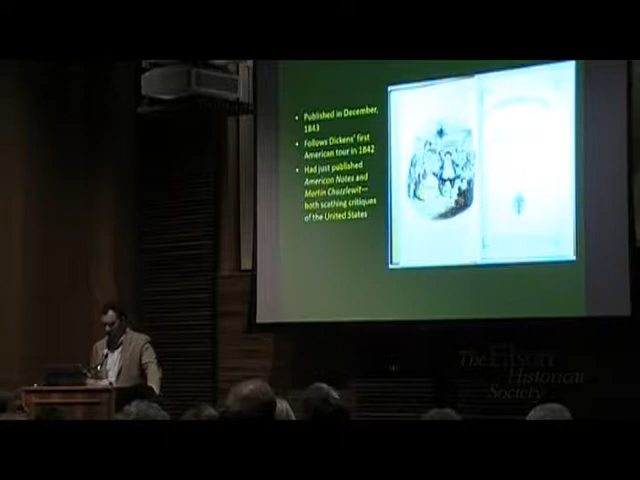 • Published in December,
1843
• Follows Dickens' first
American tour in 1842
• Had just published
American Notes and
Martin Chuzzlewit—
both scathing critiques
of the United States
The Filson
Historical
Society